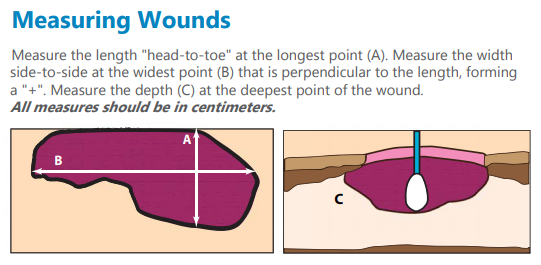 Measuring Wounds
Measure the length "head-to-toe" at the longest point (A). Measure the width
side-to-side at the widest point (B) that is perpendicular to the length, forming
a "+". Measure the depth (C) at the deepest point of the wound.
All measures should be in centimeters.
A
B
C